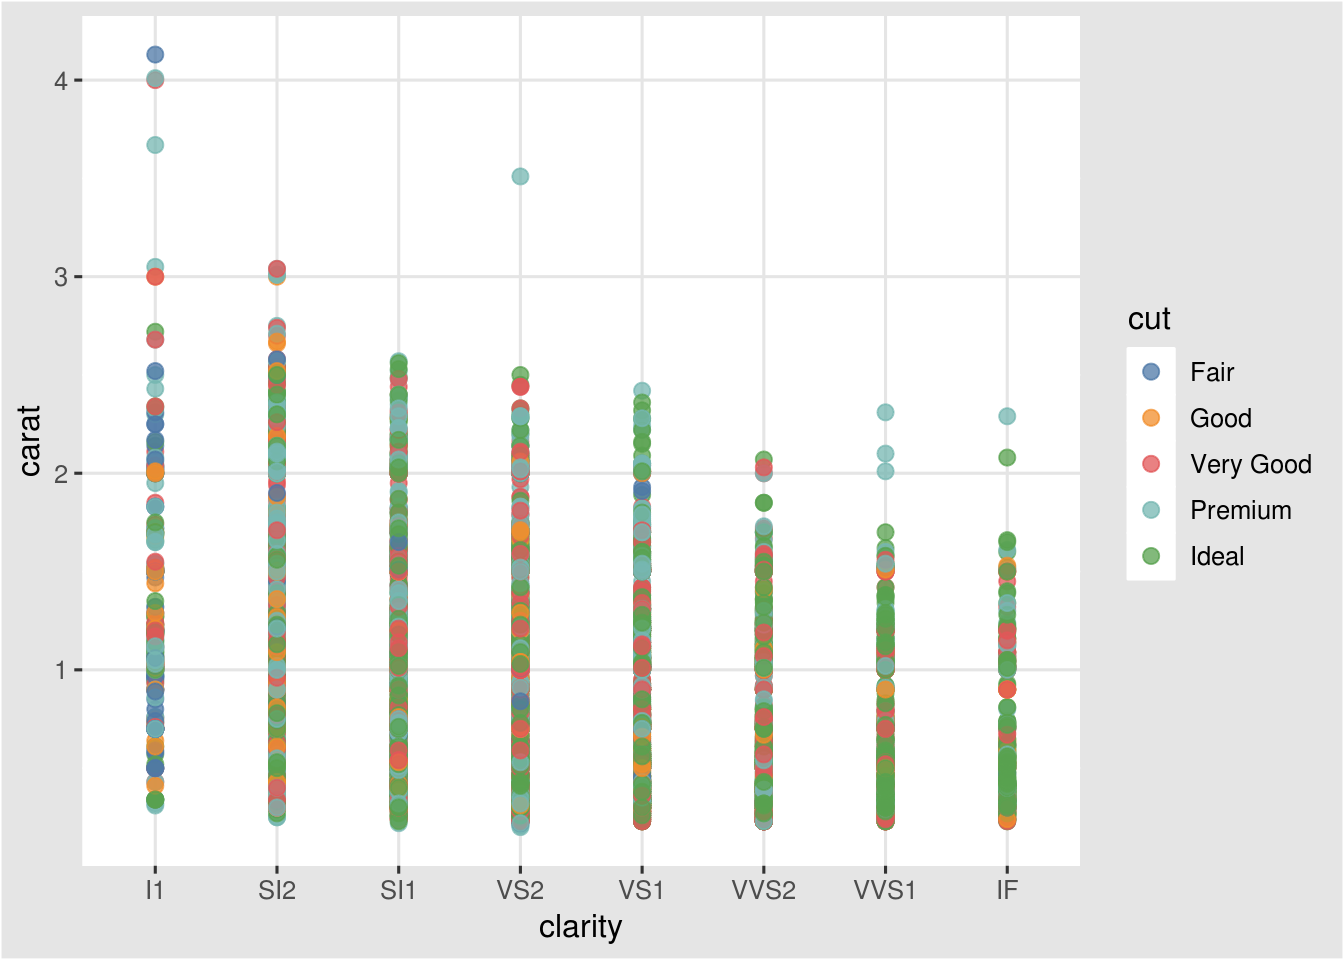 4
3
2
1
carat
I1 SI2 SI1 VS2 VS1 VVS2 VVS1 IF
clarity
cut
Fair
Good
Very Good
Premium
Ideal